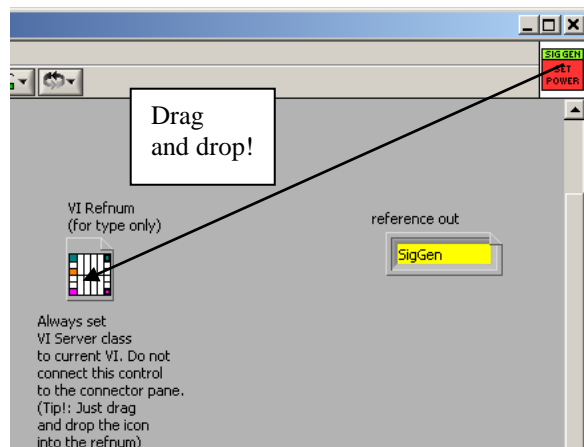 SIG GEN
SET
POWER
Drag
and drop!
VI Refnum
(for type only)
reference out
SigGen
Always set
VI Server class
to current VI. Do not
connect this control
to the connector pane.
(Tip!: Just drag
and drop the icon
into the refnum)